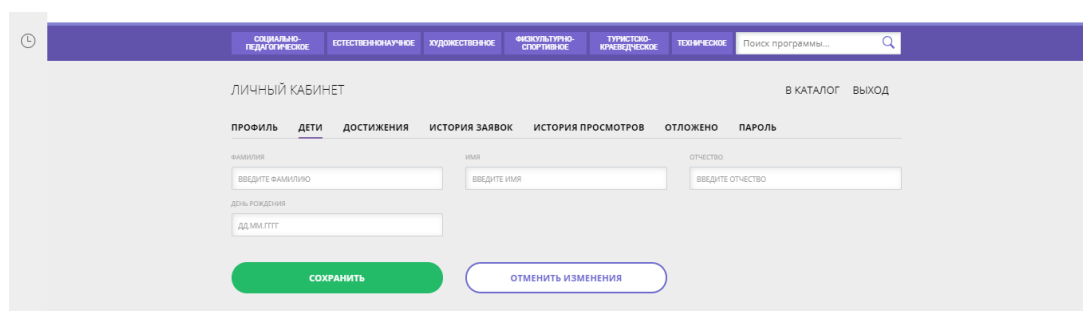 СОЦИАЛЬНО-
ПЕДАГОГИЧЕСКОЕ
ЕСТЕСТВЕННОНАУЧНОЕ
ХУДОЖЕСТВЕННОЕ
ФИЗКУЛЬТУРНО-
СПОРТИВНОЕ
ТУРИСТСКО-
КРАЕВЕДЧЕСКОЕ
ТЕХНИЧЕСКОЕ
Поиск программы...
ЛИЧНЫЙ КАБИНЕТ
В КАТАЛОГ ВЫХОД
ПРОФИЛЬ ДЕТИ ДОСТИЖЕНИЯ ИСТОРИЯ ЗАЯВОК ИСТОРИЯ ПРОСМОТРОВ ОТЛОЖЕНО ПАРОЛЬ
ФАМИЛИЯ ИМЯ ОТЧЕСТВО
ВВЕДИТЕ ФАМИЛИЮ ВВЕДИТЕ ИМЯ ВВЕДИТЕ ОТЧЕСТВО
ДЕНЬ РОЖДЕНИЯ
ДД.ММ.ГГГГ
СОХРАНИТЬ ОТМЕНИТЬ ИЗМЕНЕНИЯ